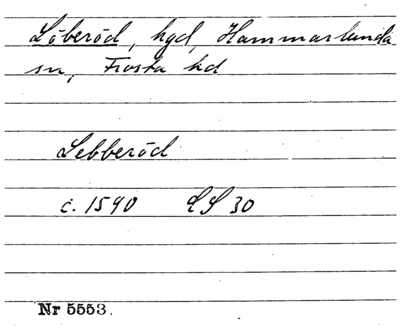 Löberöd, hgd, Hammarlunda
sn, Frosta hd
Lebberöd
c. 1590 LS 30
Nr 5553.